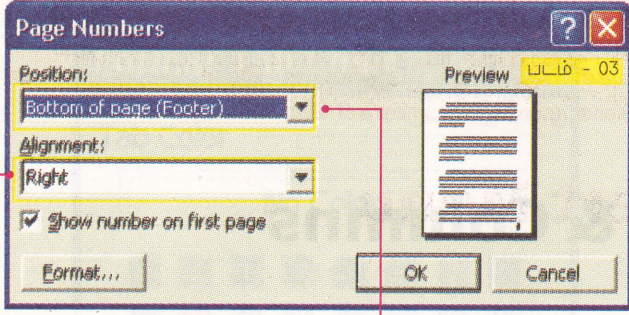 Page Numbers
Position:
Preview
படம் - 03
Bottom of page (Footer)
Alignment:
Right
Show number on first page
Format...
OK
Cancel